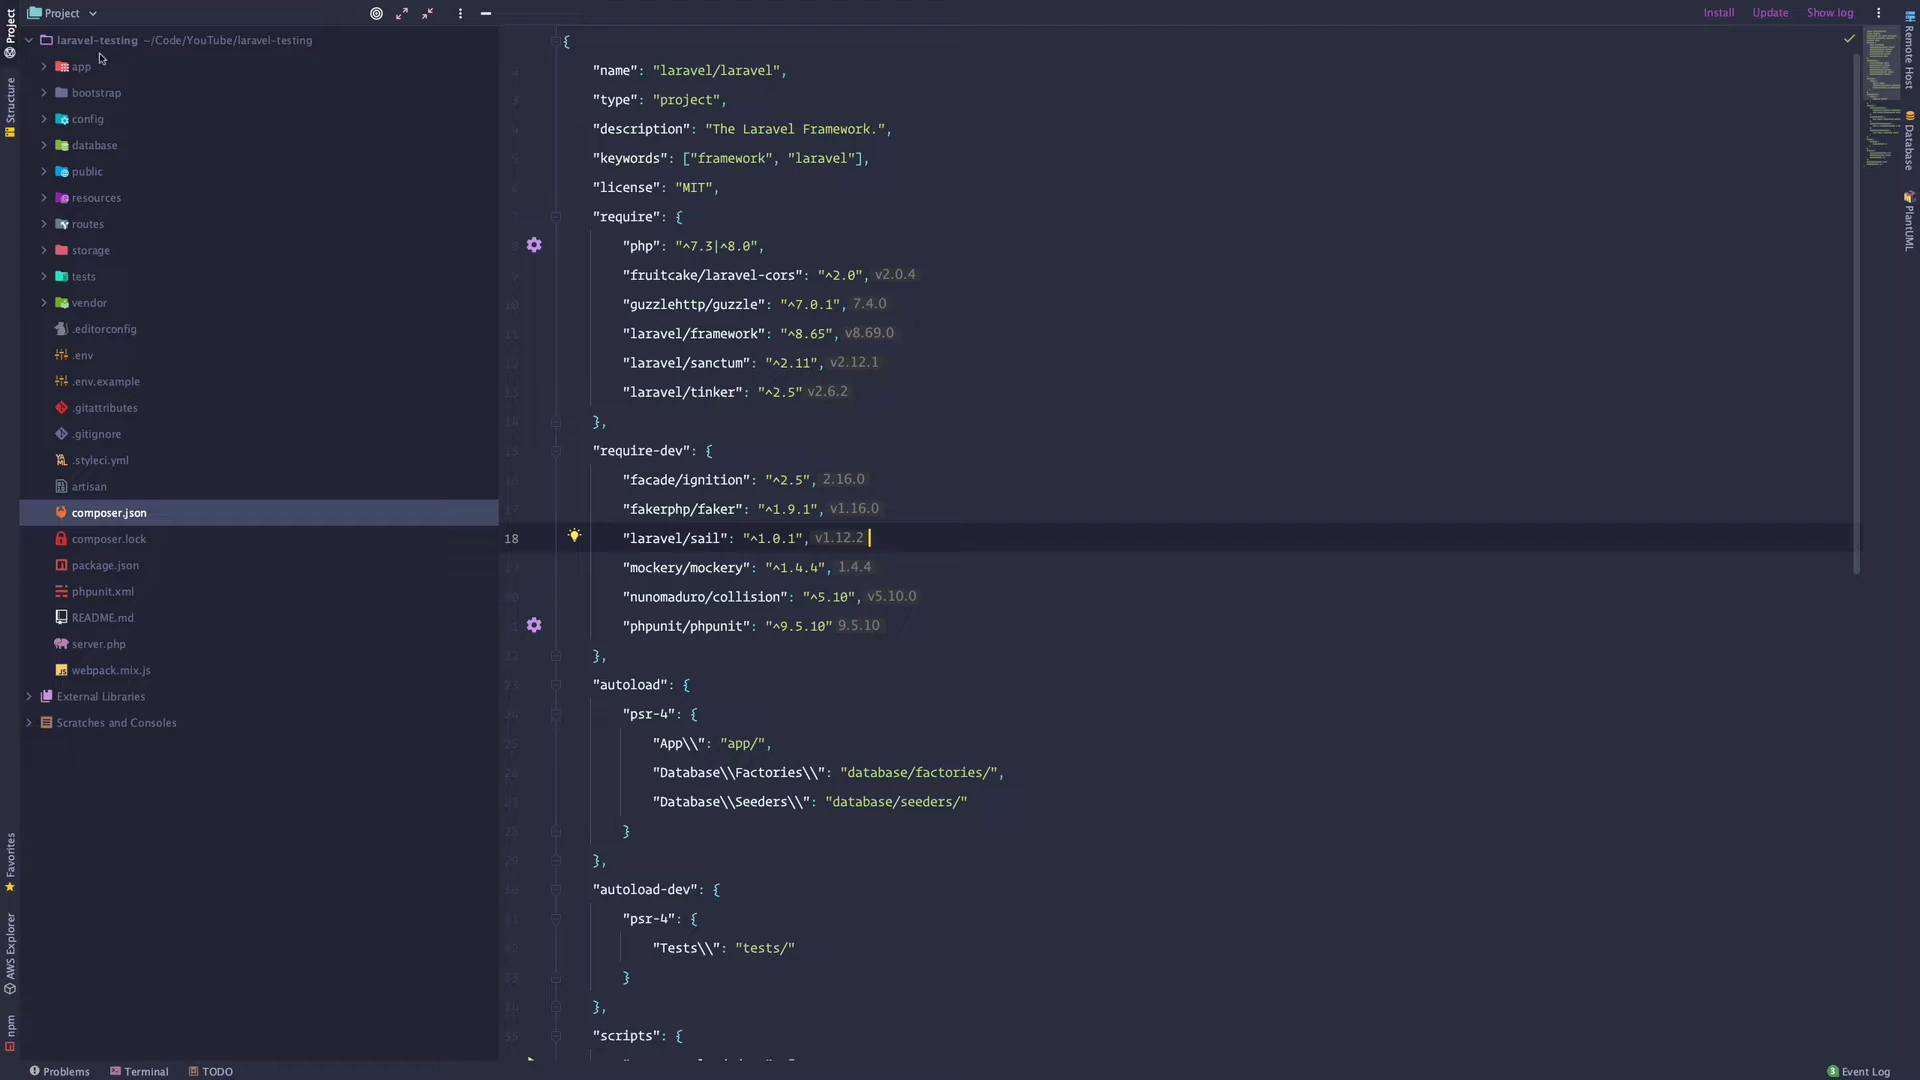 Project
Install Update Show log
laravel-testing ~/Code/YouTube/laravel-testing
app
bootstrap
config
database
public
resources
routes
storage
tests
vendor
.editorconfig
.env
.env.example
.gitattributes
.gitignore
.styleci.yml
artisan
composer.json
composer.lock
package.json
phpunit.xml
README.md
server.php
webpack.mix.js
External Libraries
Scratches and Consoles
Project
Structure
Favorites
AWS Explorer
npm
{
"name": "laravel/laravel",
"type": "project",
"description": "The Laravel Framework.",
"keywords": ["framework", "laravel"],
"license": "MIT",
"require": {
"php": "^7.3|^8.0",
"fruitcake/laravel-cors": "^2.0", v2.0.4
"guzzlehttp/guzzle": "^7.0.1", 7.4.0
"laravel/framework": "^8.65", v8.69.0
"laravel/sanctum": "^2.11", v2.12.1
"laravel/tinker": "^2.5" v2.6.2
},
"require-dev": {
"facade/ignition": "^2.5", 2.16.0
"fakerphp/faker": "^1.9.1", v1.16.0
18 "laravel/sail": "^1.0.1", v1.12.2
"mockery/mockery": "^1.4.4", 1.4.4
"nunomaduro/collision": "^5.10", v5.10.0
"phpunit/phpunit": "^9.5.10" 9.5.10
},
"autoload": {
"psr-4": {
"App\\": "app/",
"Database\\Factories\\": "database/factories/",
"Database\\Seeders\\": "database/seeders/"
}
},
"autoload-dev": {
"psr-4": {
"Tests\\": "tests/"
}
},
"scripts": {
Remote Host
Database
PlantUML
Problems Terminal TODO
3 Event Log